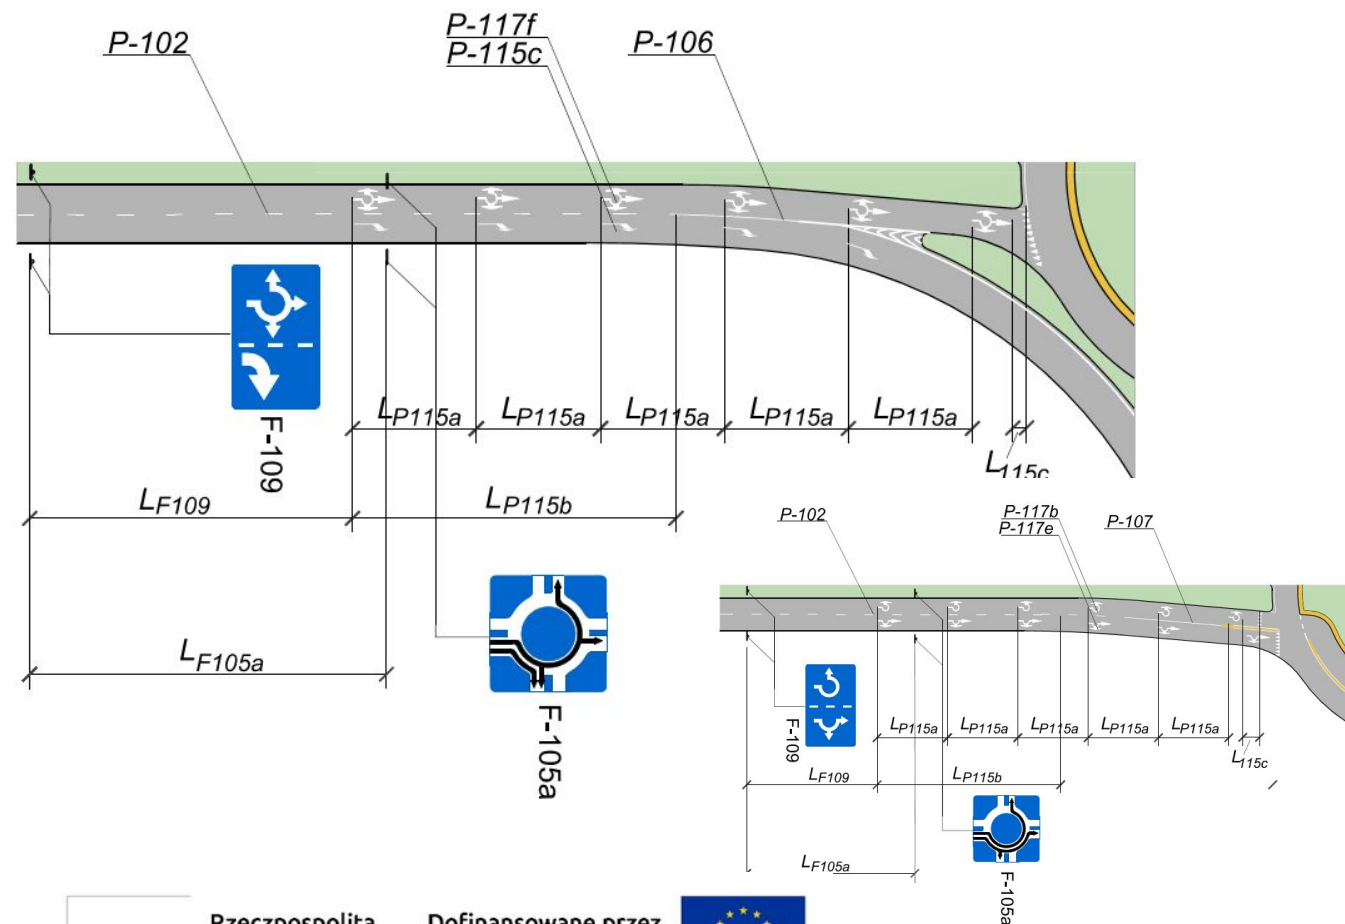 P-102
P-117f
P-115c
P-106
F-109
LP115a
LP115a
LP115a
LP115a
LP115a
L115c
LF109
LP115b
LF105a
F-105a
P-102
P-117b
P-117e
P-107
F-109
LP115a
LP115a
LP115a
LP115a
LP115a
L115c
LF109
LP115b
LF105a
F-105a
Rzeczpospolita
Dofinansowane przez